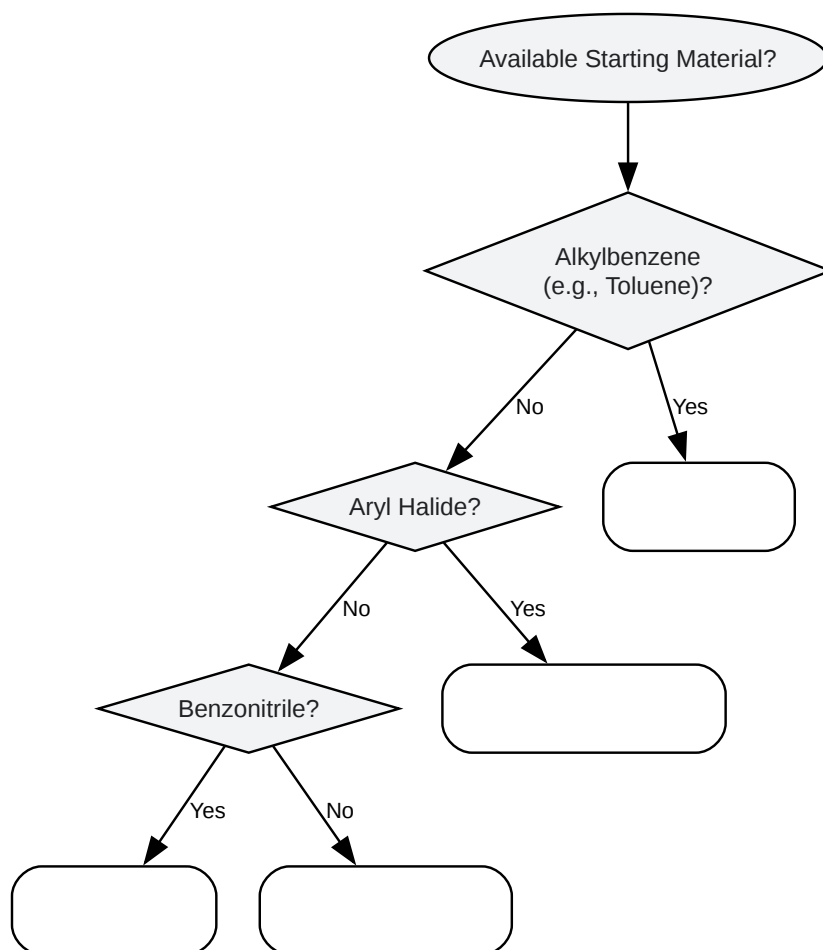 Available Starting Material?
Alkylbenzene
(e.g., Toluene)?
No
Yes
Aryl Halide?
No
Yes
Benzonitrile?
Yes
No